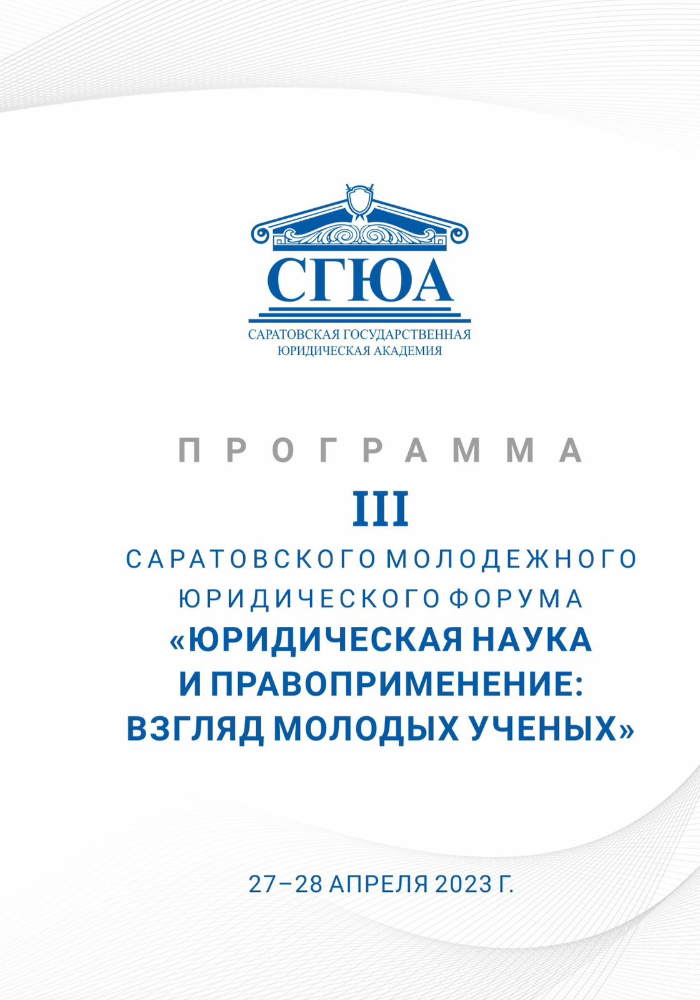 СГЮА
САРАТОВСКАЯ ГОСУДАРСТВЕННАЯ
ЮРИДИЧЕСКАЯ АКАДЕМИЯ
ПРОГРАММА
III
САРАТОВСКОГО МОЛОДЕЖНОГО
ЮРИДИЧЕСКОГО ФОРУМА
«ЮРИДИЧЕСКАЯ НАУКА
И ПРАВОПРИМЕНЕНИЕ:
ВЗГЛЯД МОЛОДЫХ УЧЕНЫХ»
27–28 АПРЕЛЯ 2023 Г.